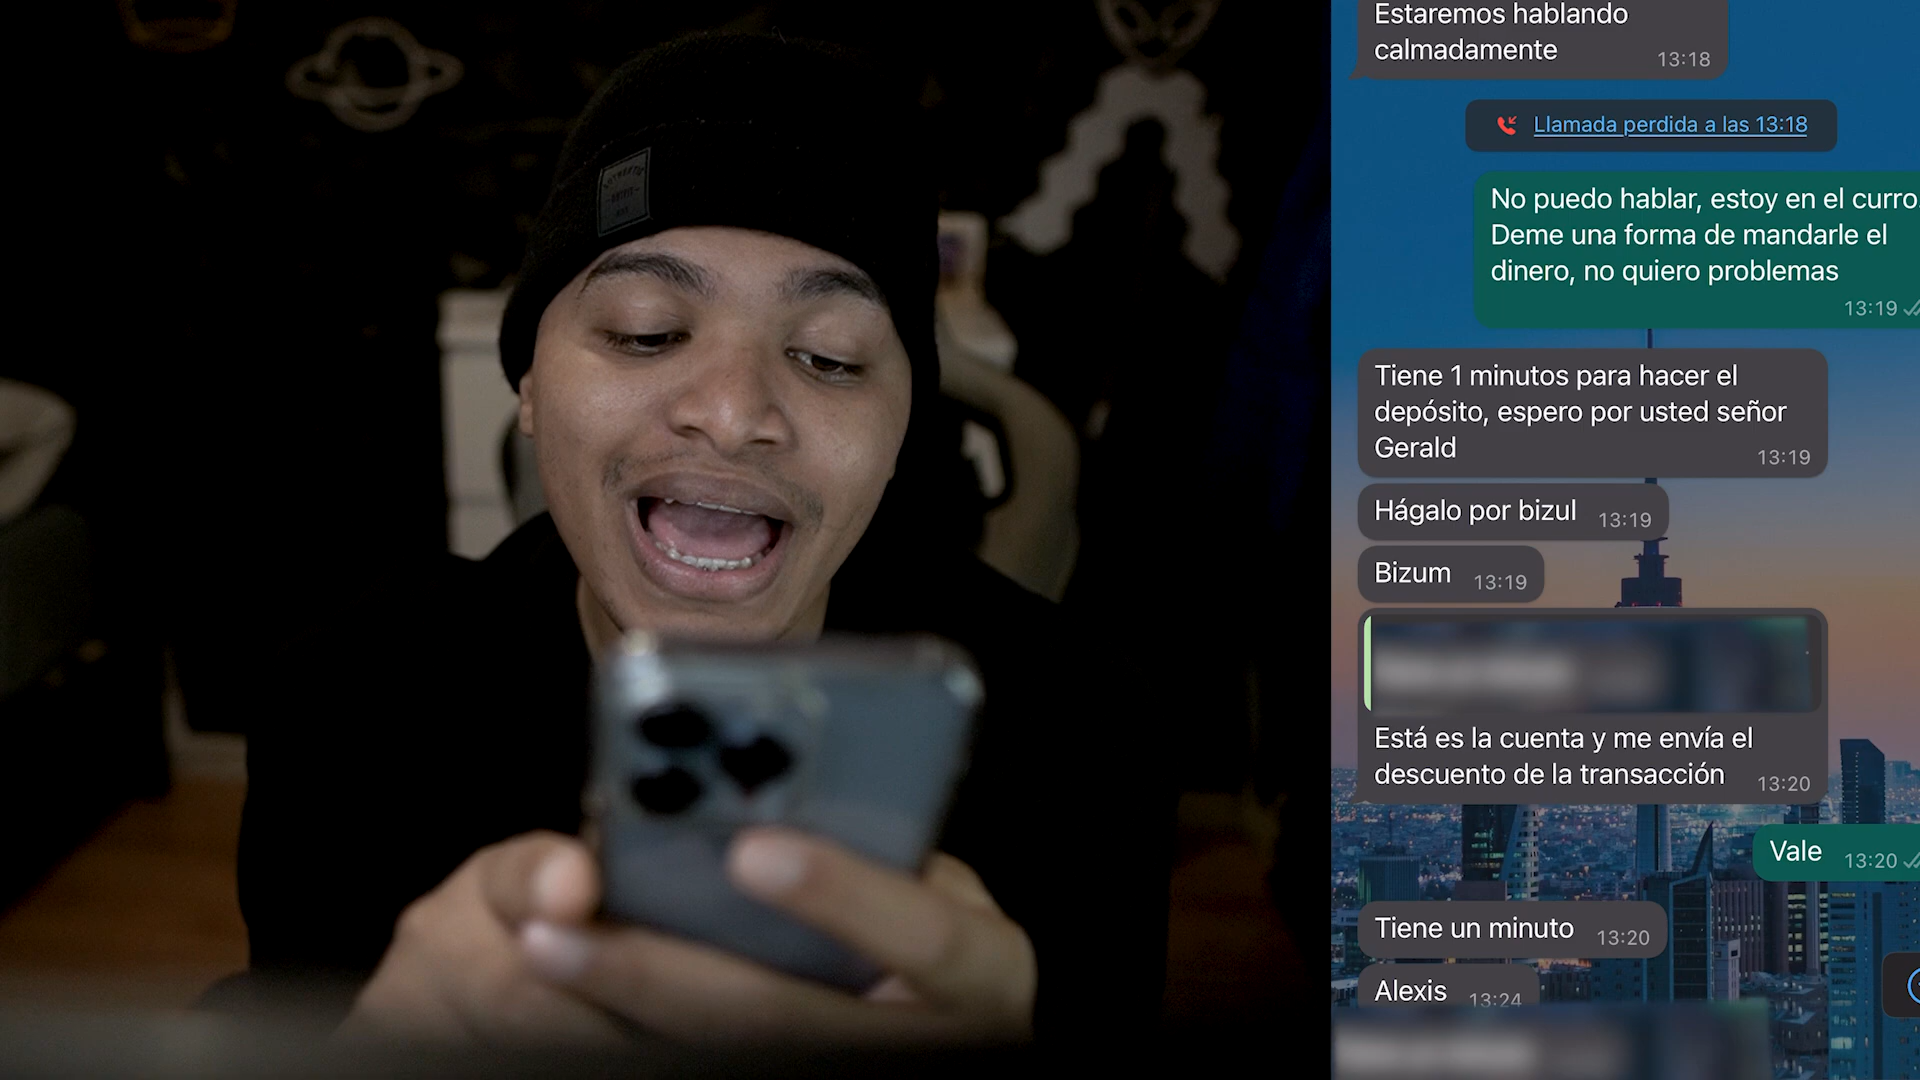 Estaremos hablando
calmadamente
13:18
Llamada perdida a las 13:18
No puedo hablar, estoy en el curro.
Deme una forma de mandarle el
dinero, no quiero problemas
13:19
Tiene 1 minutos para hacer el
depósito, espero por usted señor
Gerald
13:19
Hágalo por bizul 13:19
Bizum 13:19
Está es la cuenta y me envía el
descuento de la transacción
13:20
Vale 13:20
Tiene un minuto 13:20
Alexis 13:24
AUTHENTIC